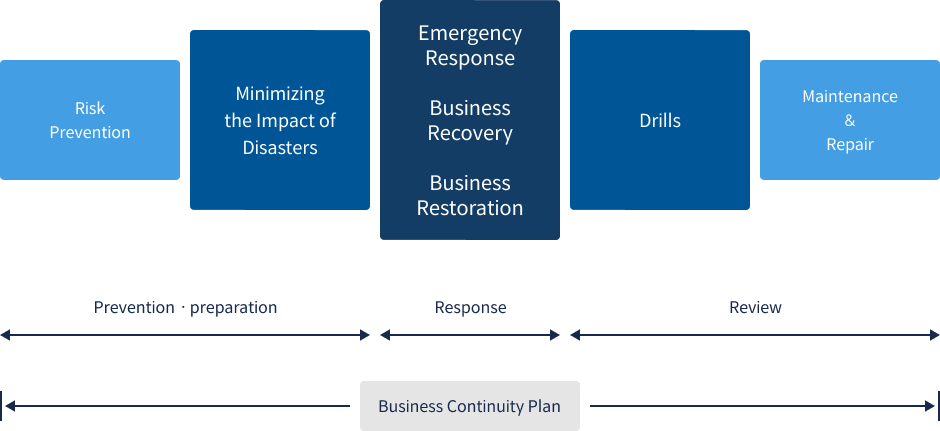 Risk
Prevention
Minimizing
the Impact of
Disasters
Emergency
Response
Business
Recovery
Business
Restoration
Drills
Maintenance
&
Repair
Prevention · preparation
Response
Review
Business Continuity Plan